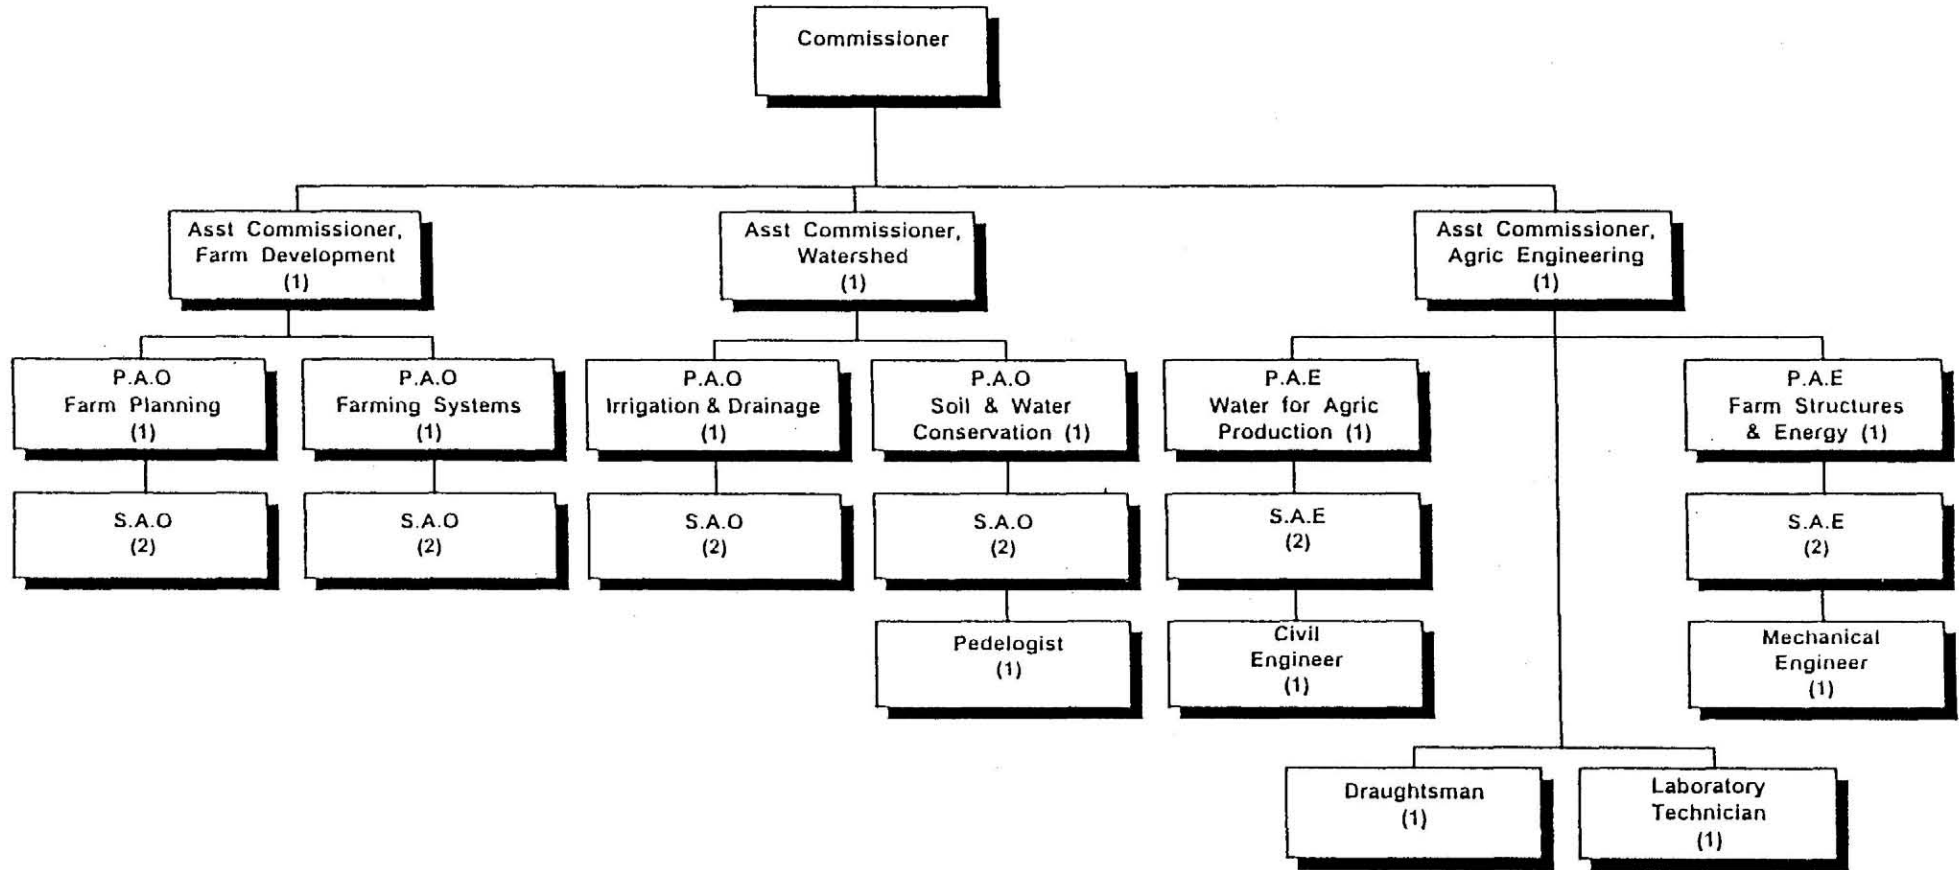 Commissioner
Asst Commissioner,
Farm Development
(1)
Asst Commissioner,
Watershed
(1)
Asst Commissioner,
Agric Engineering
(1)
P.A.O
Farm Planning
(1)
P.A.O
Farming Systems
(1)
P.A.O
Irrigation & Drainage
(1)
P.A.O
Soil & Water
Conservation (1)
P.A.E
Water for Agric
Production (1)
P.A.E
Farm Structures
& Energy (1)
S.A.O
(2)
S.A.O
(2)
S.A.O
(2)
S.A.O
(2)
S.A.E
(2)
S.A.E
(2)
Pedelogist
(1)
Civil
Engineer
(1)
Mechanical
Engineer
(1)
Draughtsman
(1)
Laboratory
Technician
(1)